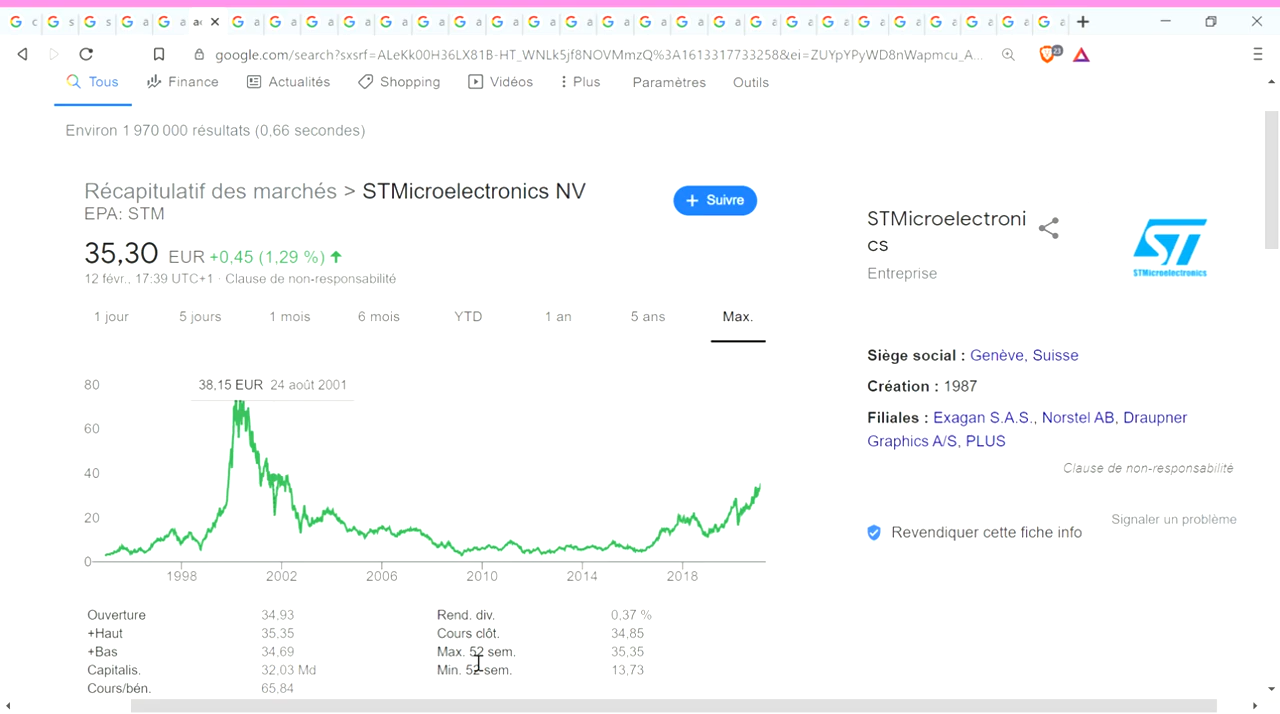 google.com/search?sxsrf=ALeKk00H36LX81B-HT_WNLk5jf8NOVMmzQ%3A1613317733258&ei=ZUYpYPyWD8nWapmcu_A...
23
Tous Finance Actualités Shopping Vidéos Plus Paramètres Outils
Environ 1 970 000 résultats (0,66 secondes)
Récapitulatif des marchés > STMicroelectronics NV
EPA: STM
+ Suivre
35,30 EUR +0,45 (1,29 %)
12 févr., 17:39 UTC+1 · Clause de non-responsabilité
1 jour 5 jours 1 mois 6 mois YTD 1 an 5 ans Max.
38,15 EUR 24 août 2001
80
60
40
20
0
1998 2002 2006 2010 2014 2018
Ouverture 34,93 Rend. div. 0,37 %
+Haut 35,35 Cours clôt. 34,85
+Bas 34,69 Max. 52 sem. 35,35
Capitalis. 32,03 Md Min. 52 sem. 13,73
Cours/bén. 65,84
STMicroelectroni
cs
Entreprise
ST
STMicroelectronics
Siège social : Genève, Suisse
Création : 1987
Filiales : Exagan S.A.S., Norstel AB, Draupner
Graphics A/S, PLUS
Clause de non-responsabilité
Signaler un problème
Revendiquer cette fiche info